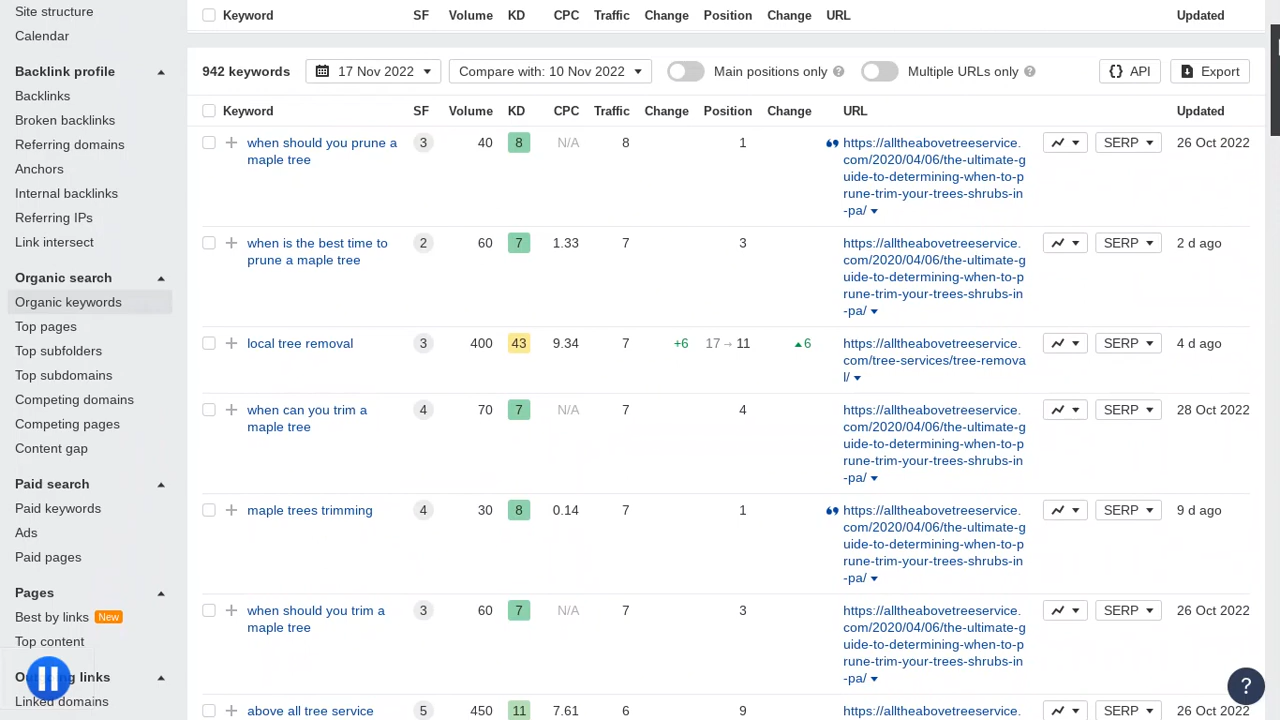 Site structure
Calendar
Backlink profile
Backlinks
Broken backlinks
Referring domains
Anchors
Internal backlinks
Referring IPs
Link intersect
Organic search
Organic keywords
Top pages
Top subfolders
Top subdomains
Competing domains
Competing pages
Content gap
Paid search
Paid keywords
Ads
Paid pages
Pages
Best by links New
Top content
Linked domains
Keyword SF Volume KD CPC Traffic Change Position Change URL Updated
942 keywords 17 Nov 2022 Compare with: 10 Nov 2022 Main positions only ? Multiple URLs only ? API Export
Keyword SF Volume KD CPC Traffic Change Position Change URL Updated
when should you prune a 3 40 8 N/A 8 1 https://alltheabovetreeservice. SERP 26 Oct 2022
maple tree com/2020/04/06/the-ultimate-g
uide-to-determining-when-to-p
rune-trim-your-trees-shrubs-in
-pa/
when is the best time to 2 60 7 1.33 7 3 https://alltheabovetreeservice. SERP 2 d ago
prune a maple tree com/2020/04/06/the-ultimate-g
uide-to-determining-when-to-p
rune-trim-your-trees-shrubs-in
-pa/
local tree removal 3 400 43 9.34 7 +6 17 → 11 6 https://alltheabovetreeservice. SERP 4 d ago
com/tree-services/tree-remova
l/
when can you trim a 4 70 7 N/A 7 4 https://alltheabovetreeservice. SERP 28 Oct 2022
maple tree com/2020/04/06/the-ultimate-g
uide-to-determining-when-to-p
rune-trim-your-trees-shrubs-in
-pa/
maple trees trimming 4 30 8 0.14 7 1 https://alltheabovetreeservice. SERP 9 d ago
com/2020/04/06/the-ultimate-g
uide-to-determining-when-to-p
rune-trim-your-trees-shrubs-in
-pa/
when should you trim a 3 60 7 N/A 7 3 https://alltheabovetreeservice. SERP 26 Oct 2022
maple tree com/2020/04/06/the-ultimate-g
uide-to-determining-when-to-p
rune-trim-your-trees-shrubs-in
-pa/
above all tree service 5 450 11 7.61 6 9 https://alltheabovetreeservice. SERP 26 Oct 2022
?